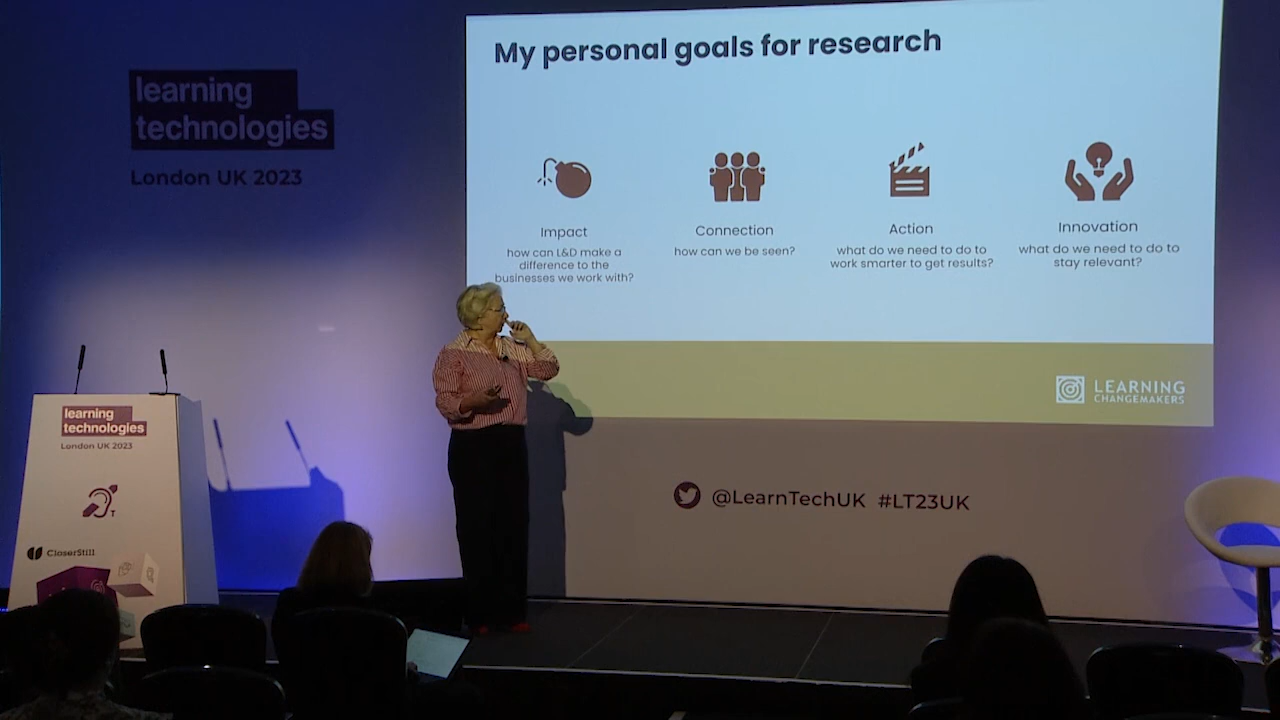 My personal goals for research
learning
technologies
London UK 2023
Impact
how can L&D make a
difference to the
businesses we work with?
Connection
how can we be seen?
Action
what do we need to do to
work smarter to get results?
Innovation
what do we need to do to
stay relevant?
LEARNING
CHANGEMAKERS
@LearnTechUK #LT23UK
learning
technologies
London UK 2023
T
CloserStill